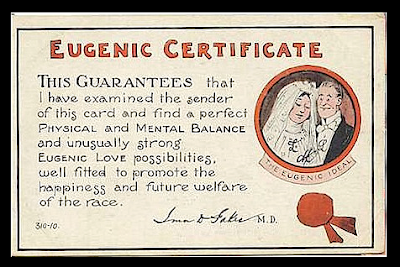 EUGENIC CERTIFICATE
THIS GUARANTEES that
I have examined the sender
of this card and find a perfect
PHYSICAL and MENTAL BALANCE
and unusually strong
EUGENIC LOVE possibilities,
well fitted to promote the
happiness and future welfare
of the race.
THE EUGENIC IDEAL
310-10.
Ima D Fake M.D.